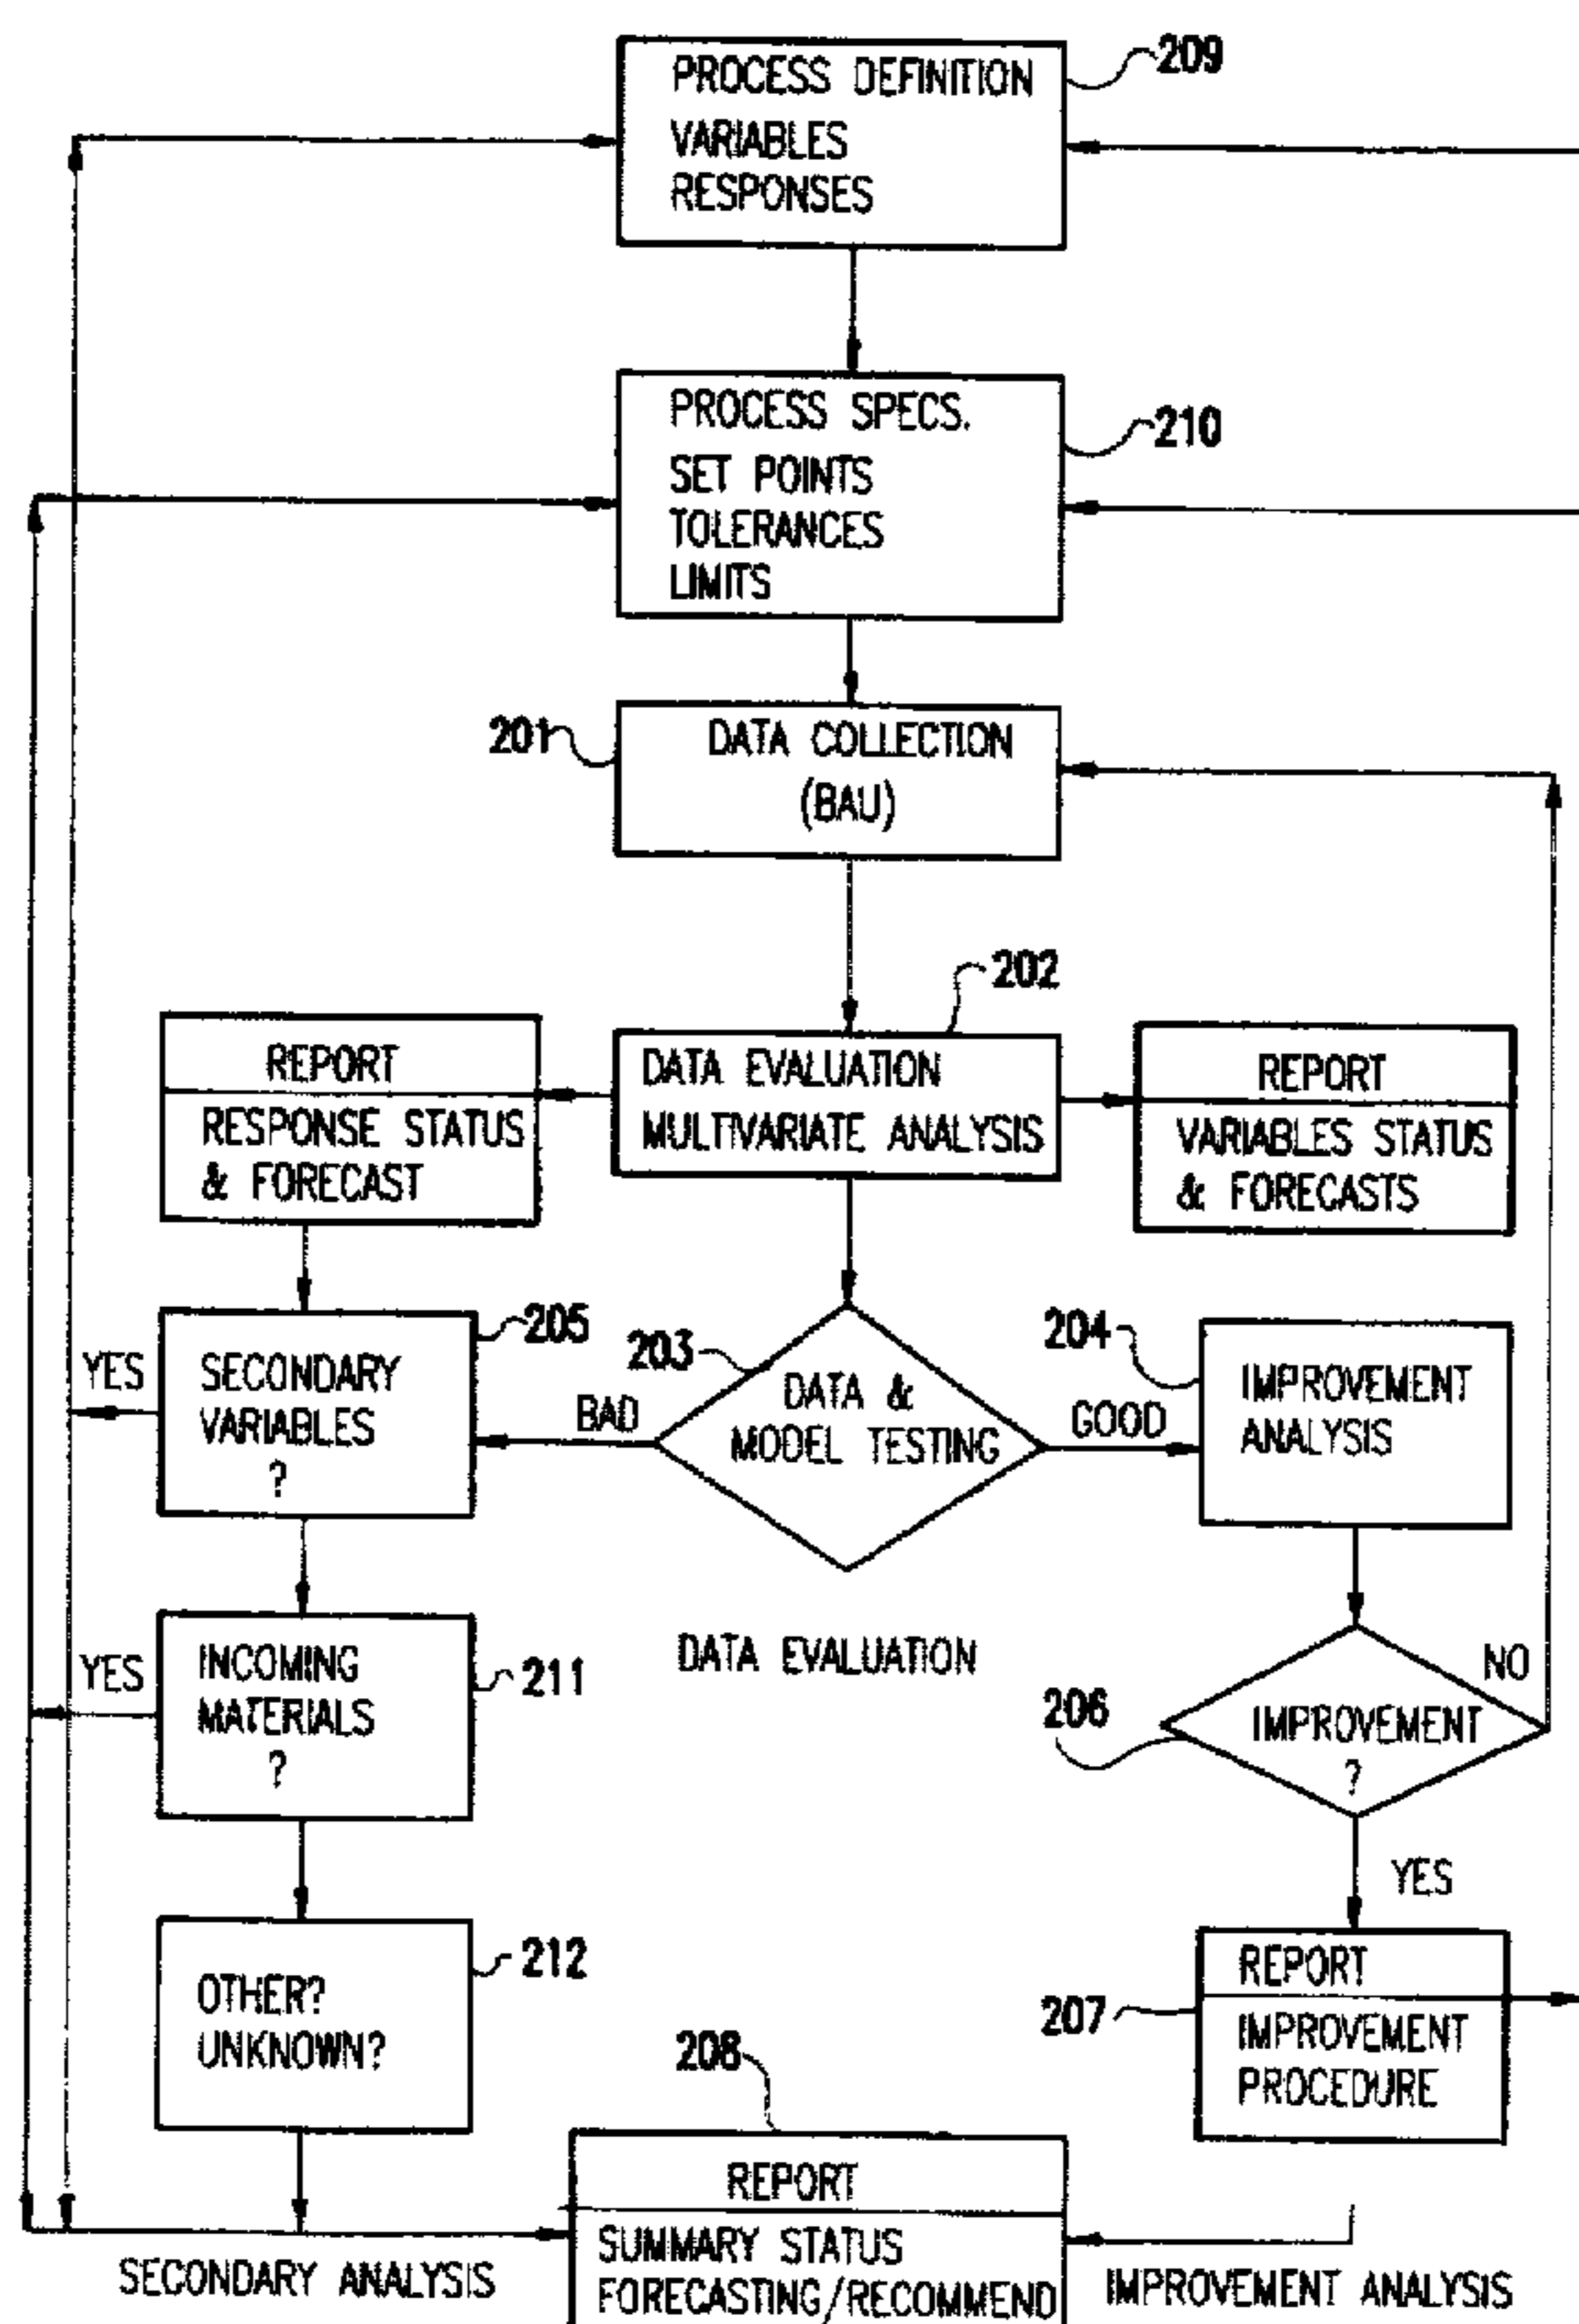 PROCESS DEFINITION
VARIABLES
RESPONSES
209
PROCESS SPECS.
SET POINTS
TOLERANCES
LIMITS
210
201
DATA COLLECTION
(BAU)
202
REPORT
RESPONSE STATUS
& FORECAST
DATA EVALUATION
MULTIVARIATE ANALYSIS
REPORT
VARIABLES STATUS
& FORECASTS
YES
SECONDARY
VARIABLES
?
205
BAD
203
DATA &
MODEL TESTING
GOOD
204
IMPROVEMENT
ANALYSIS
YES
INCOMING
MATERIALS
?
211
DATA EVALUATION
206
IMPROVEMENT
?
NO
YES
OTHER?
UNKNOWN?
212
207
REPORT
IMPROVEMENT
PROCEDURE
208
REPORT
SUMMARY STATUS
FORECASTING/RECOMMEND
SECONDARY ANALYSIS
IMPROVEMENT ANALYSIS